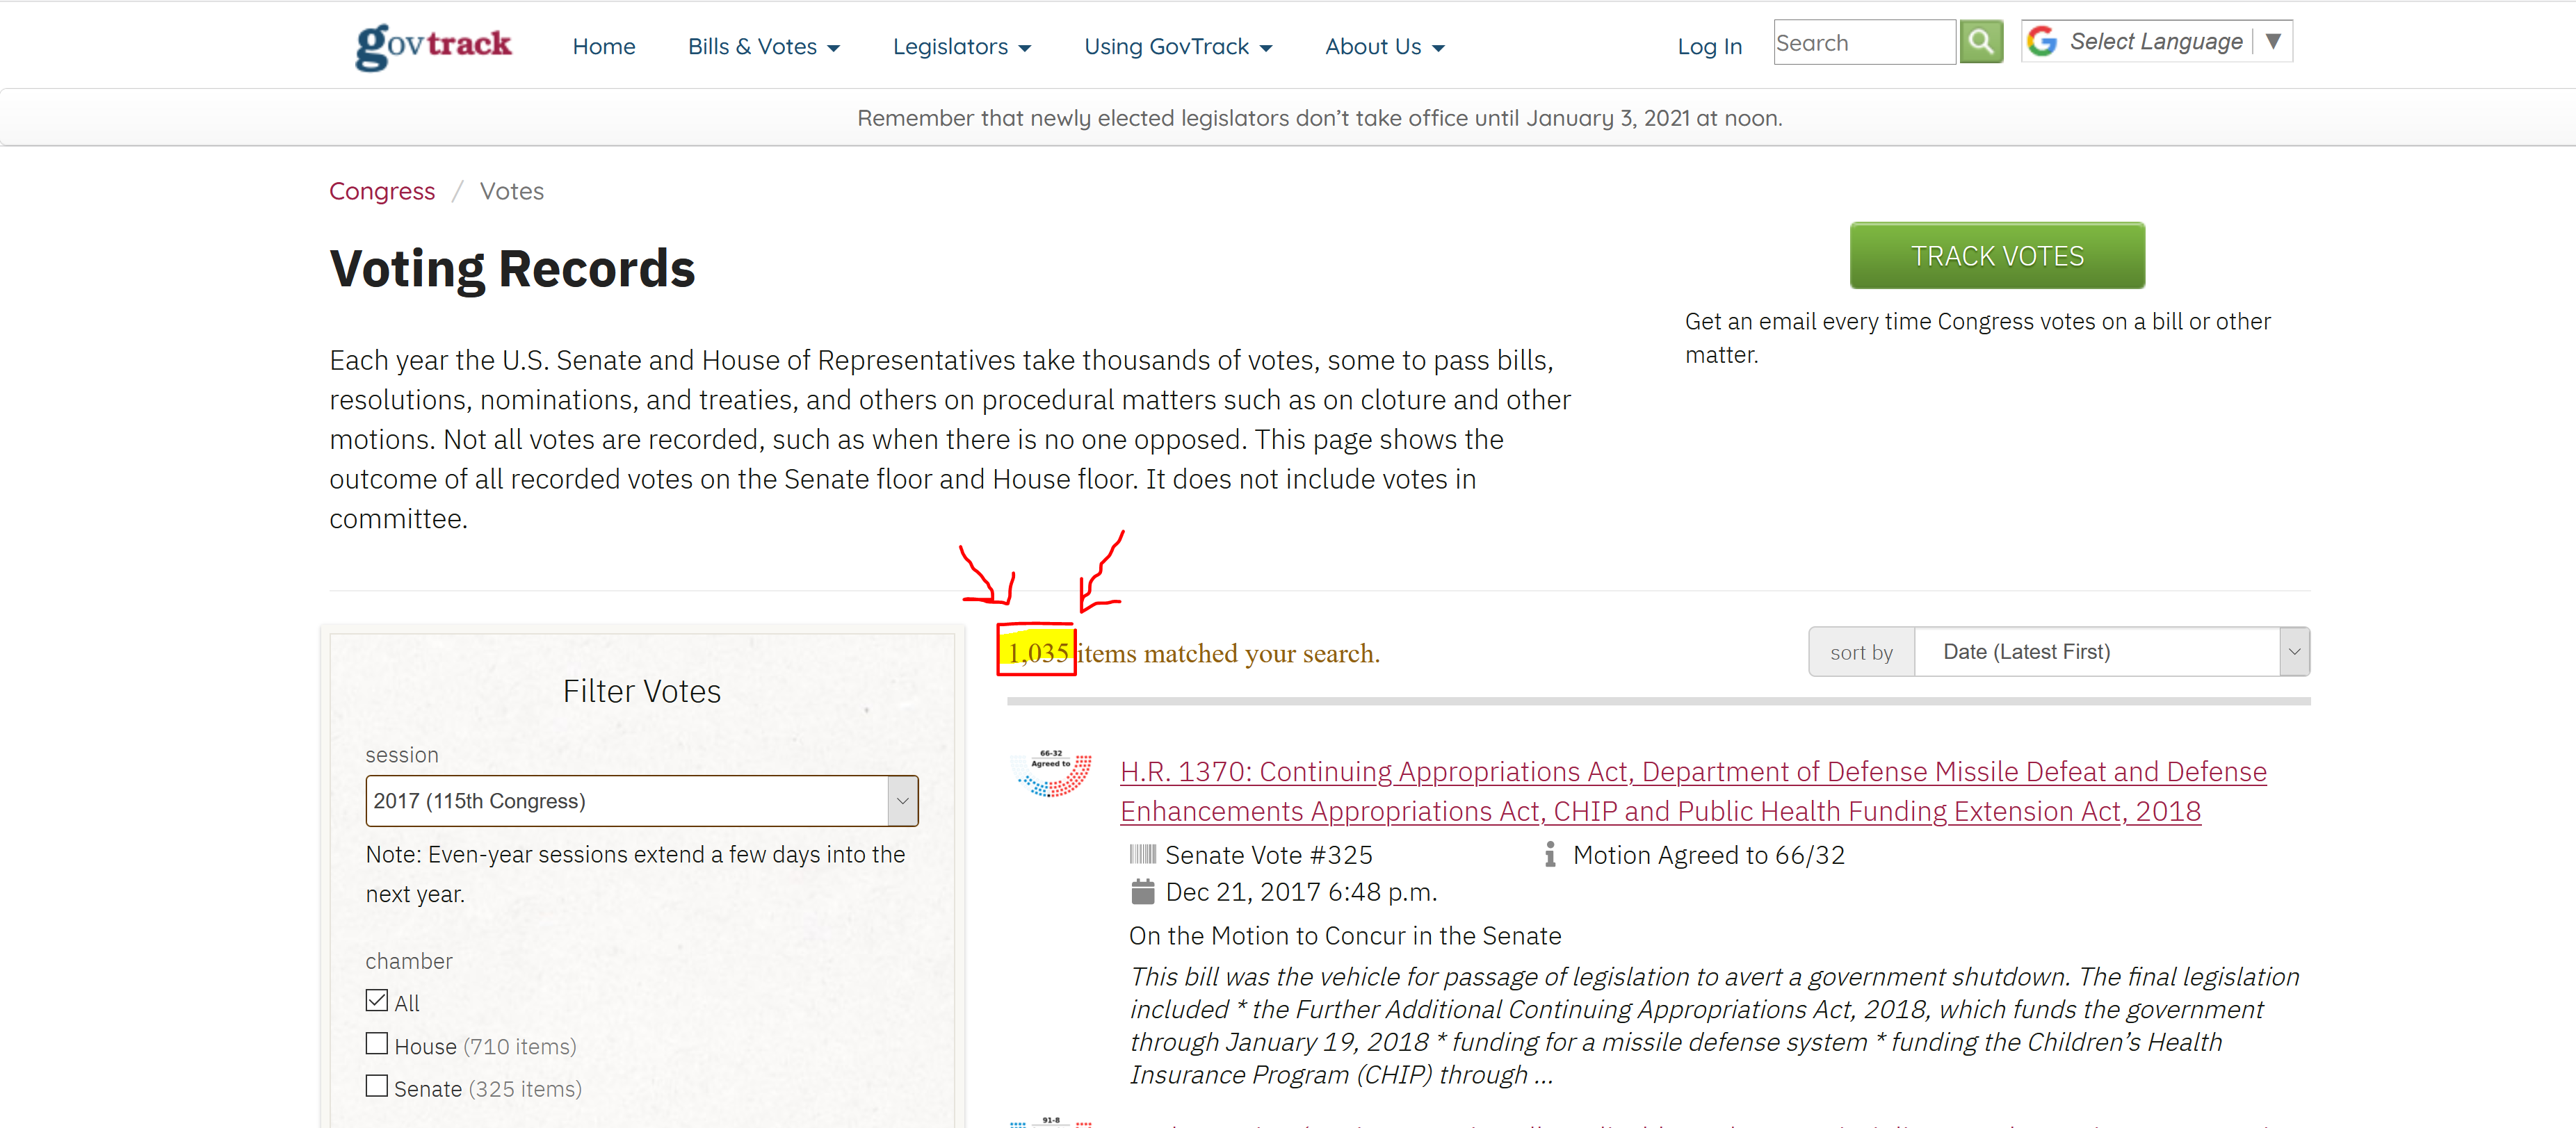 govtrack
Home
Bills & Votes
Legislators
Using GovTrack
About Us
Log In
Search
Select Language
Remember that newly elected legislators don’t take office until January 3, 2021 at noon.
Congress / Votes
Voting Records
TRACK VOTES
Get an email every time Congress votes on a bill or other
matter.
Each year the U.S. Senate and House of Representatives take thousands of votes, some to pass bills,
resolutions, nominations, and treaties, and others on procedural matters such as on cloture and other
motions. Not all votes are recorded, such as when there is no one opposed. This page shows the
outcome of all recorded votes on the Senate floor and House floor. It does not include votes in
committee.
Filter Votes
session
2017 (115th Congress)
Note: Even-year sessions extend a few days into the
next year.
chamber
All
House (710 items)
Senate (325 items)
1,035 items matched your search.
sort by
Date (Latest First)
66-32
Agreed to
H.R. 1370: Continuing Appropriations Act, Department of Defense Missile Defeat and Defense
Enhancements Appropriations Act, CHIP and Public Health Funding Extension Act, 2018
Senate Vote #325
Motion Agreed to 66/32
Dec 21, 2017 6:48 p.m.
On the Motion to Concur in the Senate
This bill was the vehicle for passage of legislation to avert a government shutdown. The final legislation
included * the Further Additional Continuing Appropriations Act, 2018, which funds the government
through January 19, 2018 * funding for a missile defense system * funding the Children’s Health
Insurance Program (CHIP) through ...
91-8